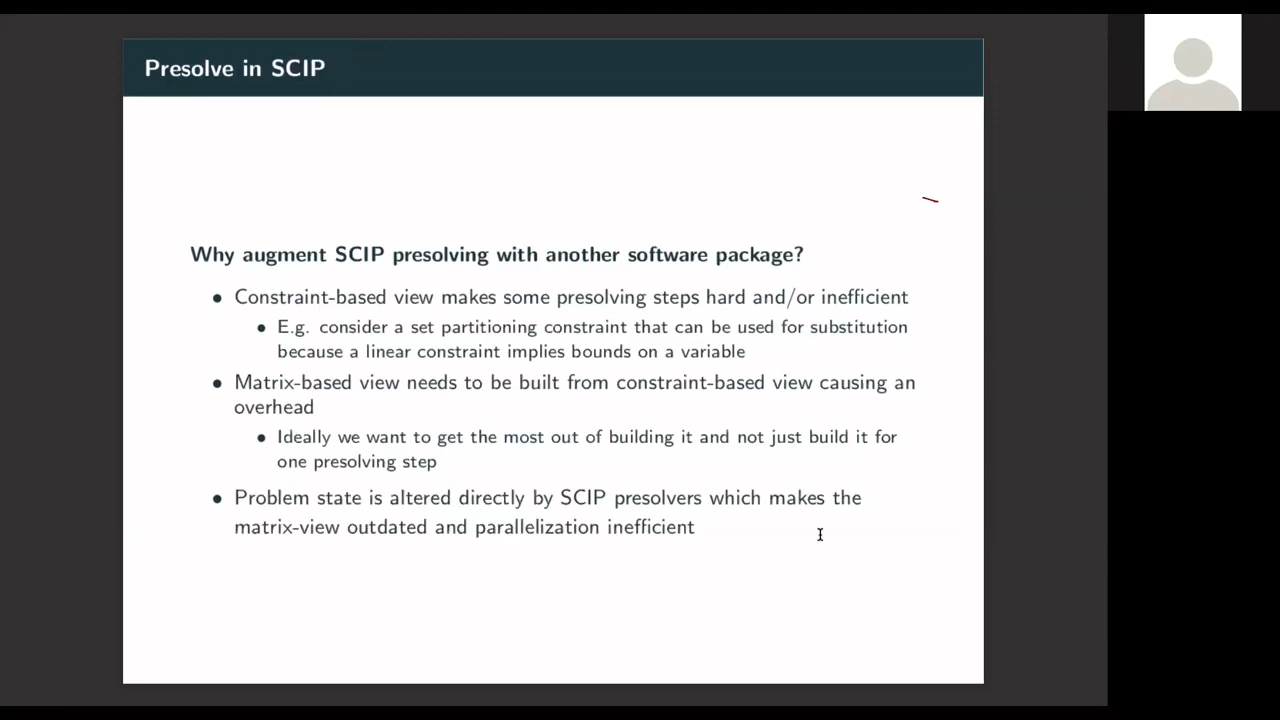 Presolve in SCIP
Why augment SCIP presolving with another software package?
• Constraint-based view makes some presolving steps hard and/or inefficient
• E.g. consider a set partitioning constraint that can be used for substitution
because a linear constraint implies bounds on a variable
• Matrix-based view needs to be built from constraint-based view causing an
overhead
• Ideally we want to get the most out of building it and not just build it for
one presolving step
• Problem state is altered directly by SCIP presolvers which makes the
matrix-view outdated and parallelization inefficient